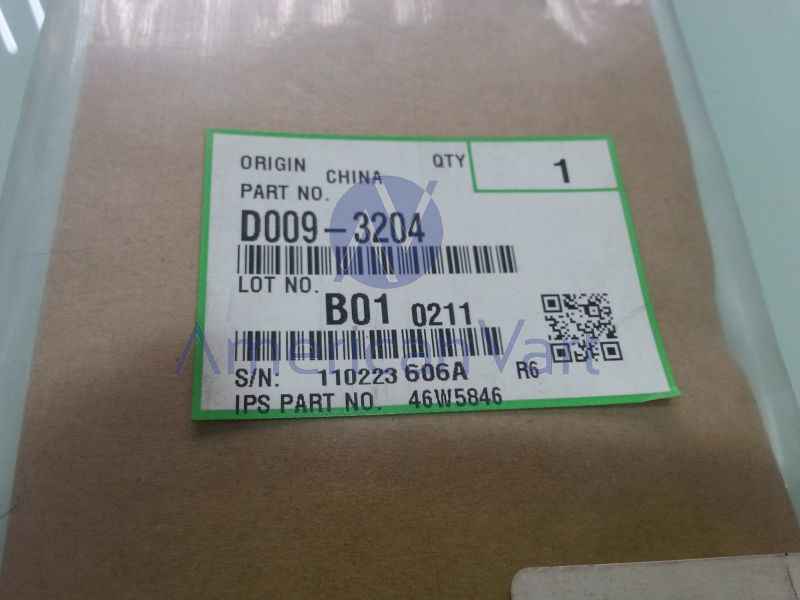 ORIGIN CHINA QTY 1
PART NO.
D009-3204
LOT NO.
B01 0211
American Vart
S/N: 110223 606A R6
IPS PART NO. 46W5846